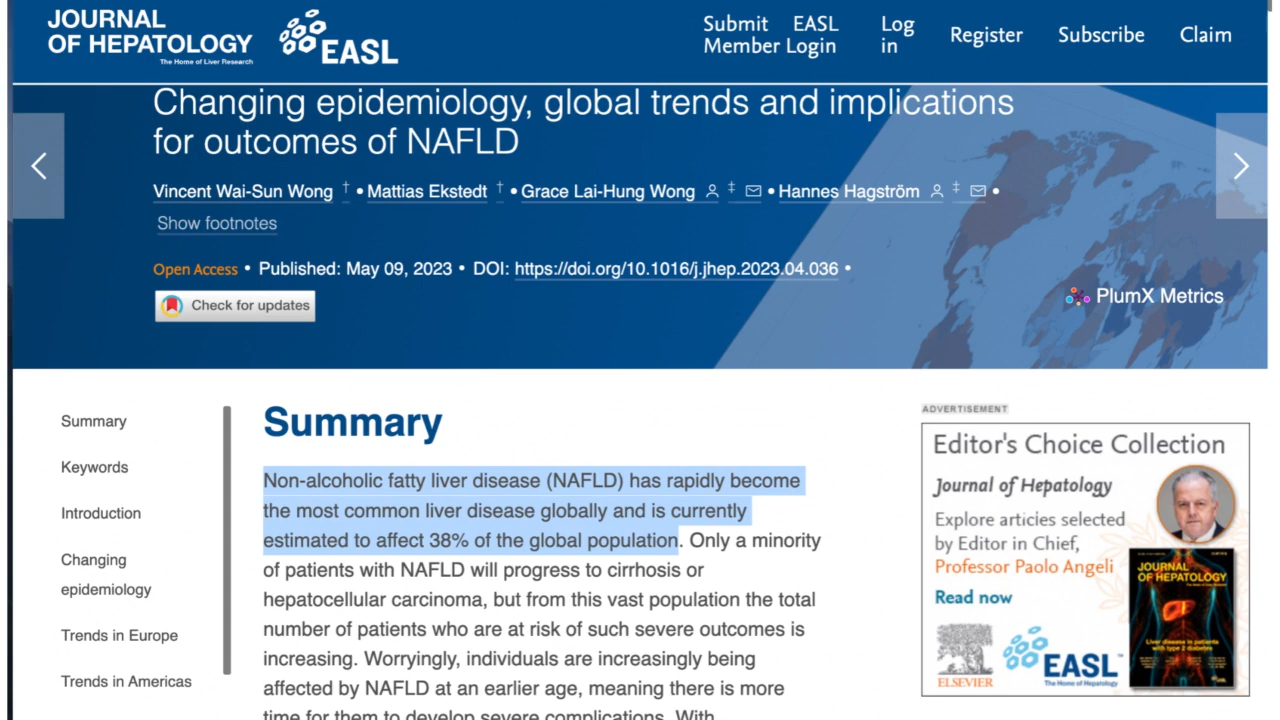 JOURNAL
OF HEPATOLOGY
The Home of Liver Research
EASL
Submit EASL
Member Login
Log
in
Register
Subscribe
Claim
Changing epidemiology, global trends and implications
for outcomes of NAFLD
Vincent Wai-Sun Wong † • Mattias Ekstedt † • Grace Lai-Hung Wong ‡ • Hannes Hagström ‡ •
Show footnotes
Open Access • Published: May 09, 2023 • DOI: https://doi.org/10.1016/j.jhep.2023.04.036 •
Check for updates
PlumX Metrics
Summary
Keywords
Introduction
Changing
epidemiology
Trends in Europe
Trends in Americas
Summary
Non-alcoholic fatty liver disease (NAFLD) has rapidly become
the most common liver disease globally and is currently
estimated to affect 38% of the global population. Only a minority
of patients with NAFLD will progress to cirrhosis or
hepatocellular carcinoma, but from this vast population the total
number of patients who are at risk of such severe outcomes is
increasing. Worryingly, individuals are increasingly being
affected by NAFLD at an earlier age, meaning there is more
time for them to develop severe complications. With
ADVERTISEMENT
Editor's Choice Collection
Journal of Hepatology
Explore articles selected
by Editor in Chief,
Professor Paolo Angeli
Read now
ELSEVIER
EASL
The Home of Hepatology
JOURNAL
OF HEPATOLOGY
Liver disease in patients
with type 2 diabetes